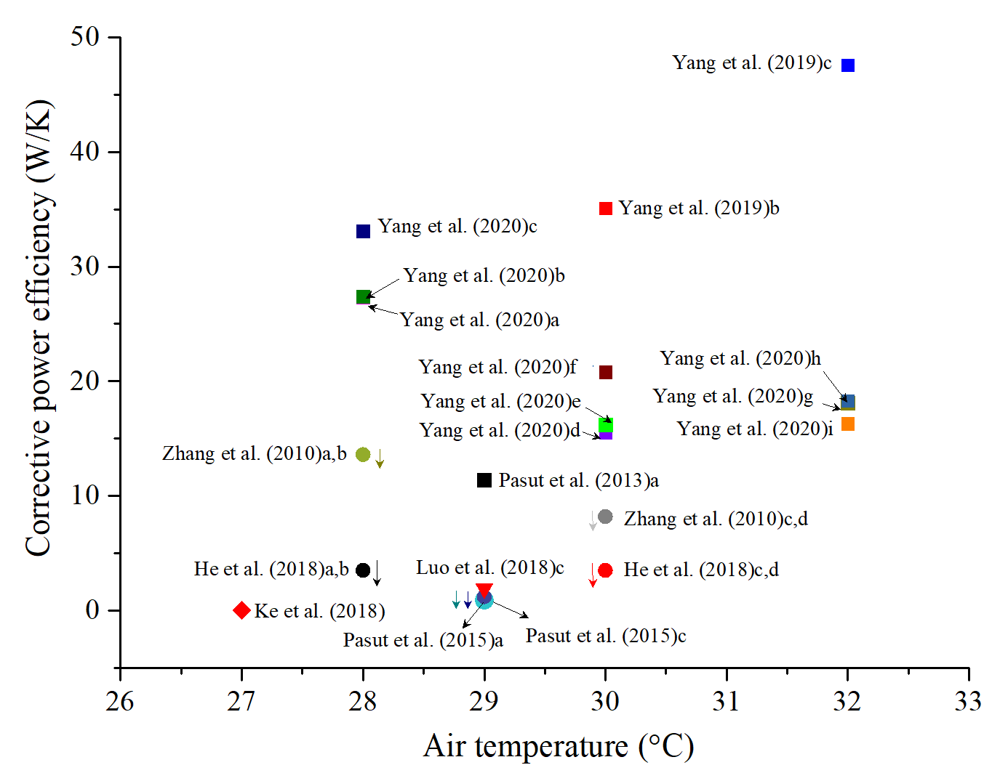 50
40
30
20
10
0
Corrective power efficiency (W/K)
Yang et al. (2019)c
Yang et al. (2019)b
Yang et al. (2020)c
Yang et al. (2020)b
Yang et al. (2020)a
Yang et al. (2020)f
Yang et al. (2020)h
Yang et al. (2020)e
Yang et al. (2020)g
Yang et al. (2020)d
Yang et al. (2020)i
Zhang et al. (2010)a,b
Pasut et al. (2013)a
Zhang et al. (2010)c,d
He et al. (2018)a,b
Luo et al. (2018)c
He et al. (2018)c,d
Ke et al. (2018)
Pasut et al. (2015)a
Pasut et al. (2015)c
26 27 28 29 30 31 32 33
Air temperature (°C)